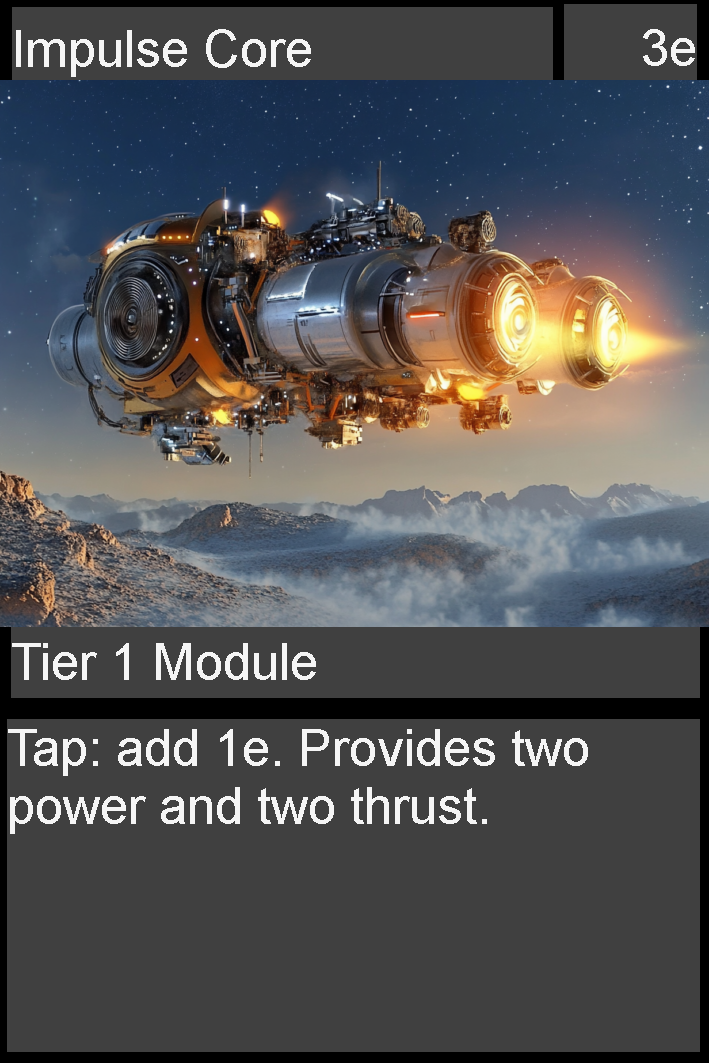 Impulse Core
3e
Tier 1 Module
Tap: add 1e. Provides two
power and two thrust.